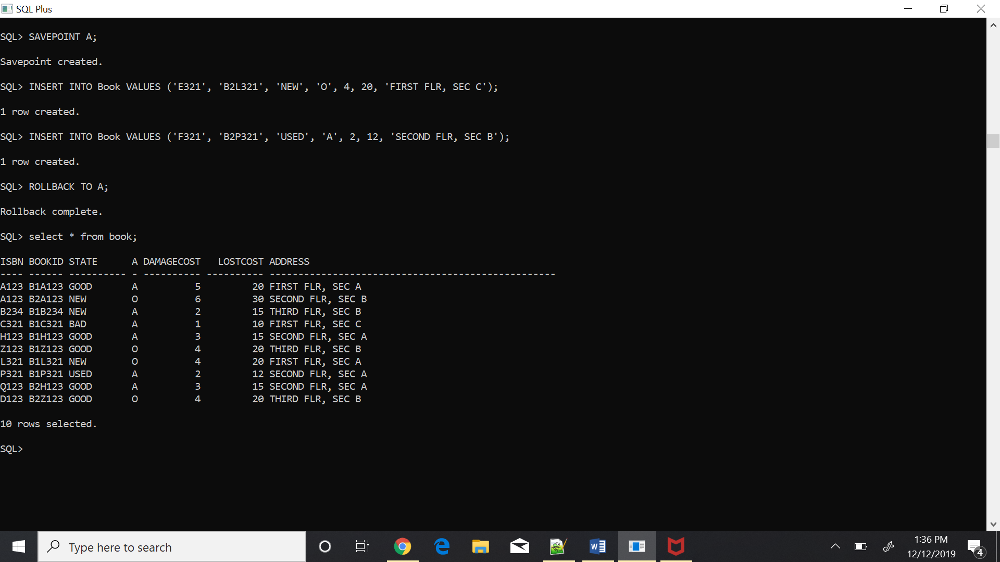 SQL Plus
SQL> SAVEPOINT A;
Savepoint created.
SQL> INSERT INTO Book VALUES ('E321', 'B2L321', 'NEW', 'O', 4, 20, 'FIRST FLR, SEC C');
1 row created.
SQL> INSERT INTO Book VALUES ('F321', 'B2P321', 'USED', 'A', 2, 12, 'SECOND FLR, SEC B');
1 row created.
SQL> ROLLBACK TO A;
Rollback complete.
SQL> select * from book;
ISBN BOOKID STATE      A DAMAGECOST   LOSTCOST ADDRESS
---- ------ ---------- - ---------- ---------- --------------------------------------------------
A123 B1A123 GOOD       A          5         20 FIRST FLR, SEC A
A123 B2A123 NEW        O          6         30 SECOND FLR, SEC B
B234 B1B234 NEW        A          2         15 THIRD FLR, SEC B
C321 B1C321 BAD        A          1         10 FIRST FLR, SEC C
H123 B1H123 GOOD       A          3         15 SECOND FLR, SEC A
Z123 B1Z123 GOOD       O          4         20 THIRD FLR, SEC B
L321 B1L321 NEW        O          4         20 FIRST FLR, SEC A
P321 B1P321 USED       A          2         12 SECOND FLR, SEC A
Q123 B2H123 GOOD       A          3         15 SECOND FLR, SEC A
D123 B2Z123 GOOD       O          4         20 THIRD FLR, SEC B
10 rows selected.
SQL>
Type here to search
1:36 PM
12/12/2019
4